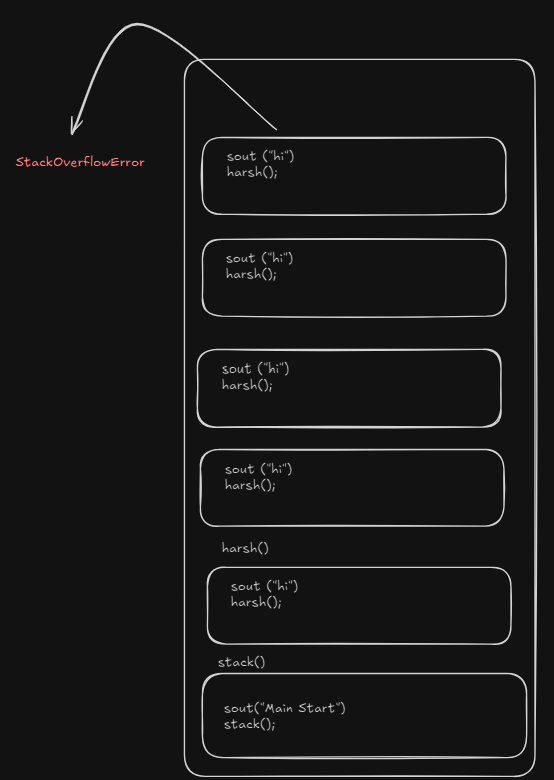 StackOverflowError
sout ("hi")
harsh();
sout ("hi")
harsh();
sout ("hi")
harsh();
sout ("hi")
harsh();
harsh()
sout ("hi")
harsh();
stack()
sout("Main Start")
stack();